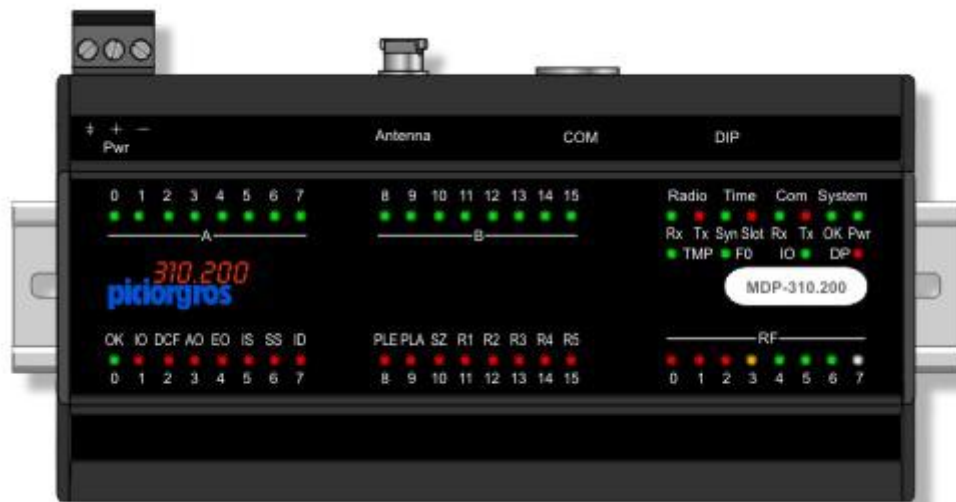 + −
Pwr
Antenna
COM
DIP
0 1 2 3 4 5 6 7
A
8 9 10 11 12 13 14 15
B
Radio Time Com System
Rx Tx Syn Slot Rx Tx OK Pwr
TMP F0 IO DP
310.200
piciorgros
MDP-310.200
OK IO DCF AO EO IS SS ID
0 1 2 3 4 5 6 7
PLE PLA SZ R1 R2 R3 R4 R5
8 9 10 11 12 13 14 15
RF
0 1 2 3 4 5 6 7